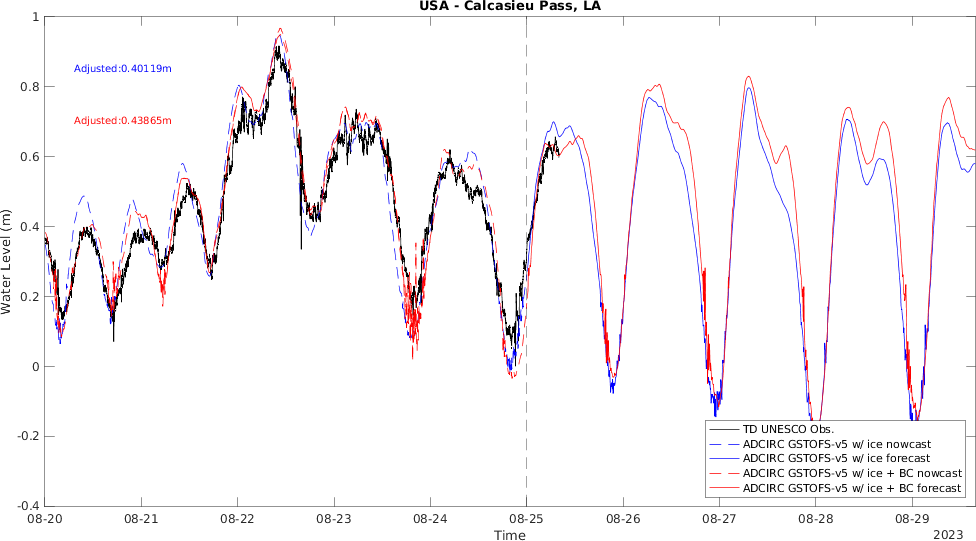 USA - Calcasieu Pass, LA
1
0.8
0.6
0.4
0.2
0
-0.2
-0.4
Water Level (m)
Adjusted:0.40119m
Adjusted:0.43865m
TD UNESCO Obs.
ADCIRC GSTOFS-v5 w/ ice nowcast
ADCIRC GSTOFS-v5 w/ ice forecast
ADCIRC GSTOFS-v5 w/ ice + BC nowcast
ADCIRC GSTOFS-v5 w/ ice + BC forecast
08-20 08-21 08-22 08-23 08-24 08-25 08-26 08-27 08-28 08-29
Time
2023